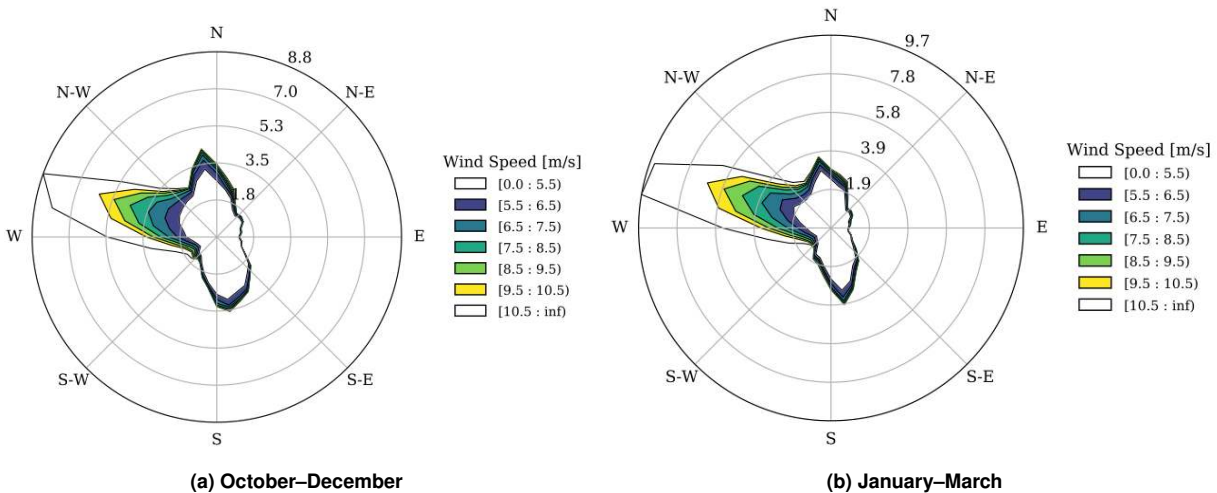 N
N-E
E
S-E
S
S-W
W
N-W
8.8
7.0
5.3
3.5
1.8
Wind Speed [m/s]
[0.0 : 5.5)
[5.5 : 6.5)
[6.5 : 7.5)
[7.5 : 8.5)
[8.5 : 9.5)
[9.5 : 10.5)
[10.5 : inf)
(a) October–December
N
N-E
E
S-E
S
S-W
W
N-W
9.7
7.8
5.8
3.9
1.9
Wind Speed [m/s]
[0.0 : 5.5)
[5.5 : 6.5)
[6.5 : 7.5)
[7.5 : 8.5)
[8.5 : 9.5)
[9.5 : 10.5)
[10.5 : inf)
(b) January–March